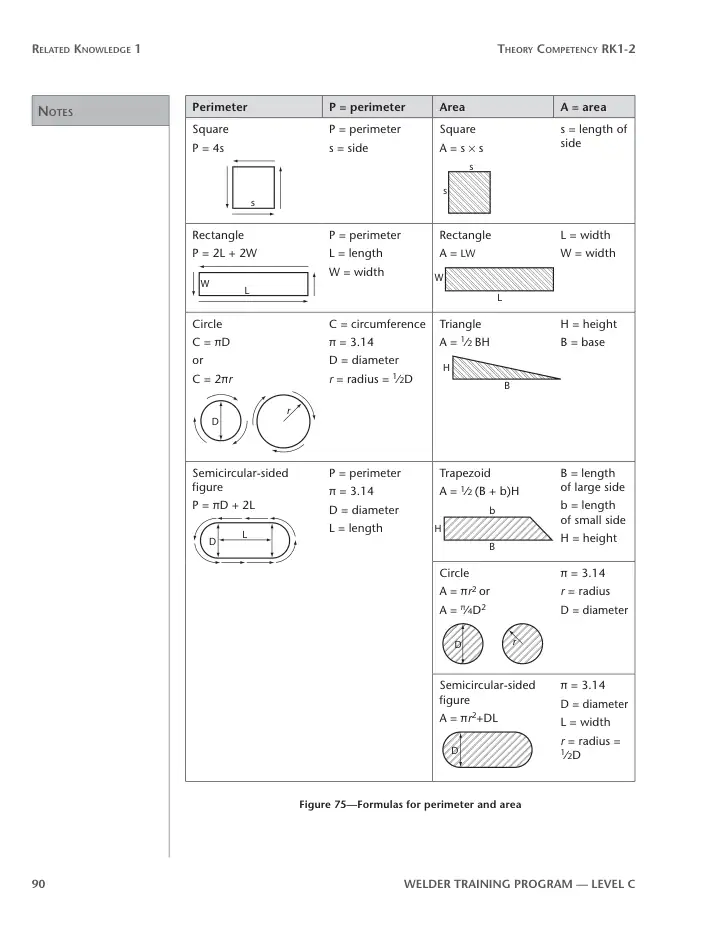 RELATED KNOWLEDGE 1
THEORY COMPETENCY RK1-2
NOTES
Perimeter
P = perimeter
Area
A = area
Square
P = 4s
s
P = perimeter
s = side
Square
A = s × s
s
s
s = length of
side
Rectangle
P = 2L + 2W
W
L
P = perimeter
L = length
W = width
Rectangle
A = LW
W
L
L = width
W = width
Circle
C = πD
or
C = 2πr
D
r
C = circumference
π = 3.14
D = diameter
r = radius = ½D
Triangle
A = ½ BH
H
B
H = height
B = base
Semicircular-sided
figure
P = πD + 2L
D
L
P = perimeter
π = 3.14
D = diameter
L = length
Trapezoid
A = ½ (B + b)H
b
H
B
B = length
of large side
b = length
of small side
H = height
Circle
A = πr² or
A = π⁄4D²
D
r
π = 3.14
r = radius
D = diameter
Semicircular-sided
figure
A = πr²+DL
D
π = 3.14
D = diameter
L = width
r = radius =
½D
Figure 75—Formulas for perimeter and area
90
WELDER TRAINING PROGRAM — LEVEL C